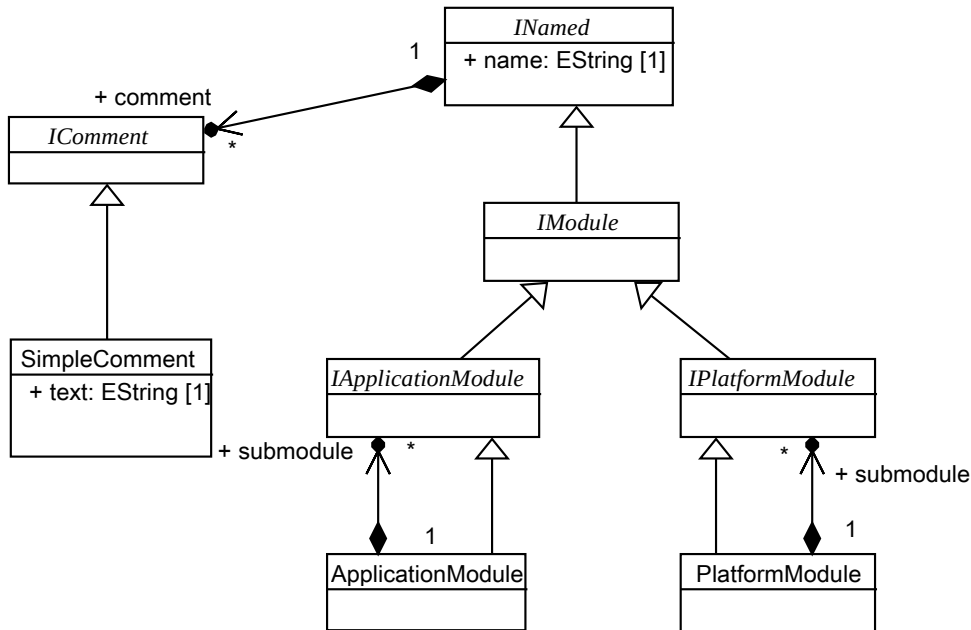 INamed
+ name: EString [1]
1
+ comment
*
IComment
IModule
SimpleComment
+ text: EString [1]
IApplicationModule
IPlatformModule
+ submodule
*
*
+ submodule
1
1
ApplicationModule
PlatformModule